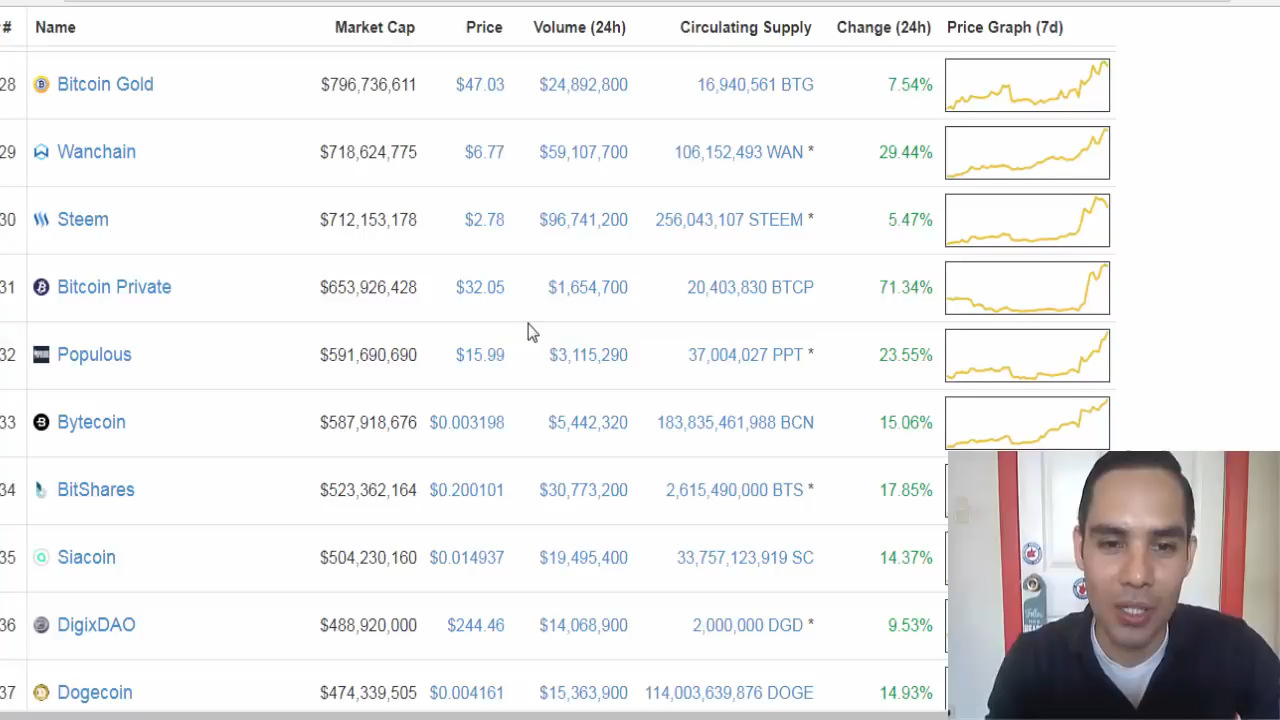 # Name Market Cap Price Volume (24h) Circulating Supply Change (24h) Price Graph (7d)
28 Bitcoin Gold $796,736,611 $47.03 $24,892,800 16,940,561 BTG 7.54%
29 Wanchain $718,624,775 $6.77 $59,107,700 106,152,493 WAN * 29.44%
30 Steem $712,153,178 $2.78 $96,741,200 256,043,107 STEEM * 5.47%
31 Bitcoin Private $653,926,428 $32.05 $1,654,700 20,403,830 BTCP 71.34%
32 Populous $591,690,690 $15.99 $3,115,290 37,004,027 PPT * 23.55%
33 Bytecoin $587,918,676 $0.003198 $5,442,320 183,835,461,988 BCN 15.06%
34 BitShares $523,362,164 $0.200101 $30,773,200 2,615,490,000 BTS * 17.85%
35 Siacoin $504,230,160 $0.014937 $19,495,400 33,757,123,919 SC 14.37%
36 DigixDAO $488,920,000 $244.46 $14,068,900 2,000,000 DGD * 9.53%
37 Dogecoin $474,339,505 $0.004161 $15,363,900 114,003,639,876 DOGE 14.93%